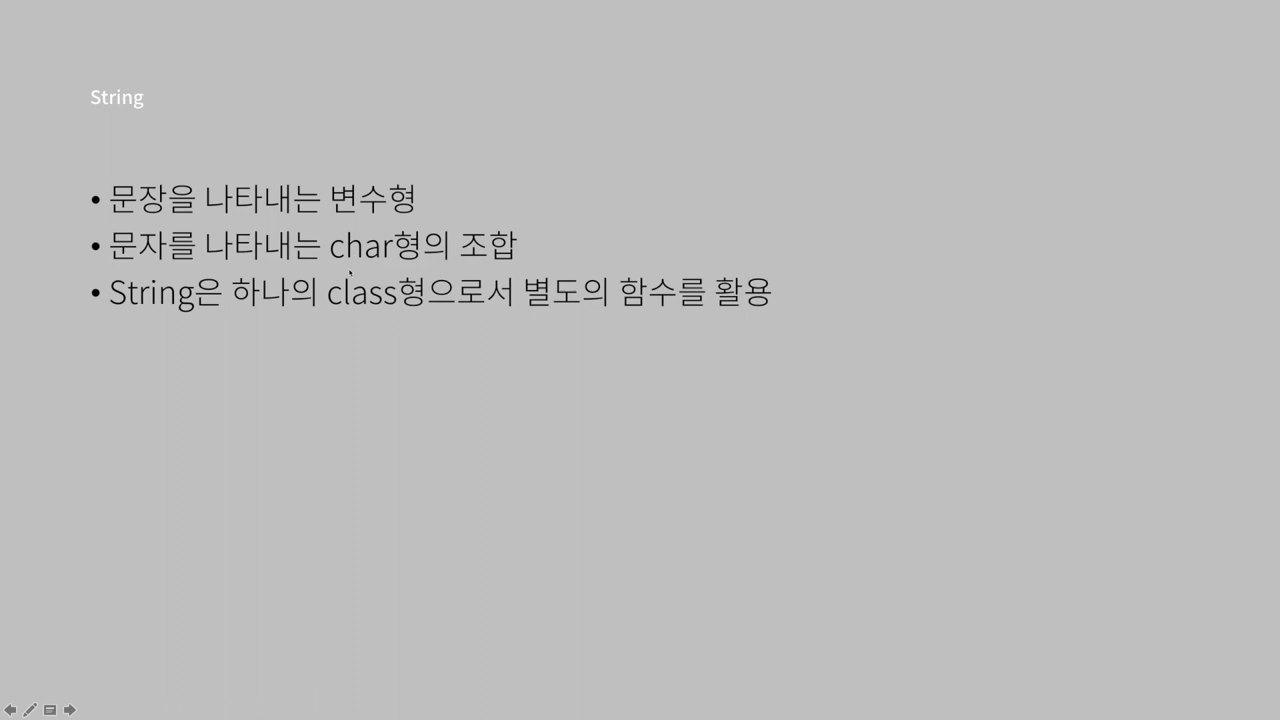 String
• 문장을 나타내는 변수형
• 문자를 나타내는 char형의 조합
• String은 하나의 class형으로서 별도의 함수를 활용